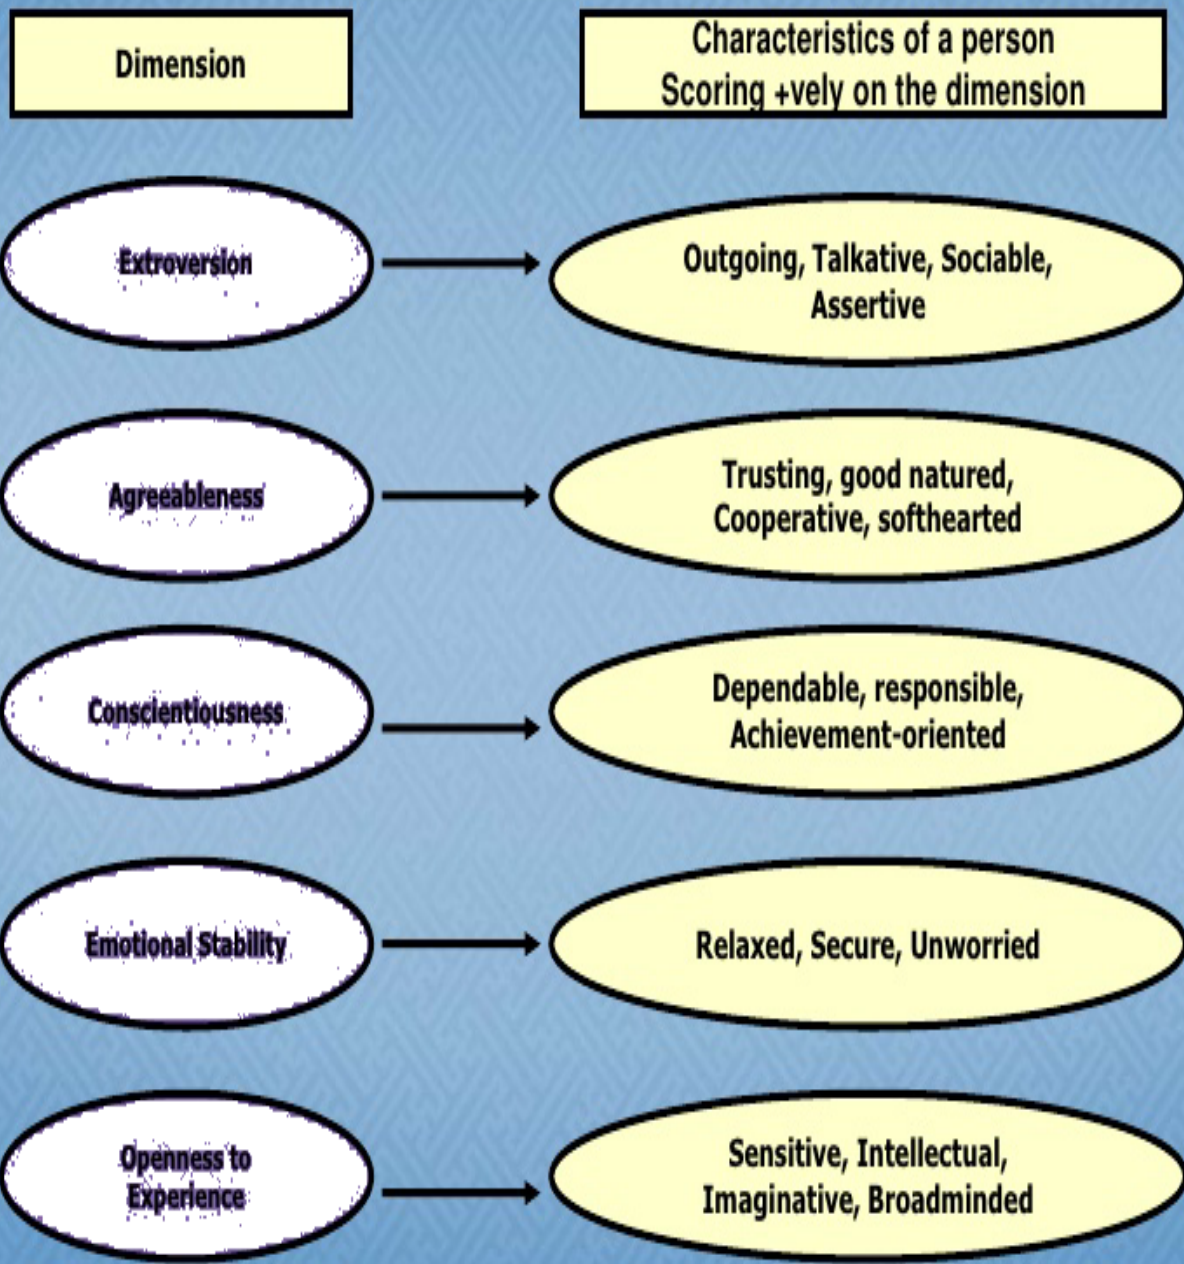 Dimension
Characteristics of a person
Scoring +vely on the dimension
Extroversion
Outgoing, Talkative, Sociable,
Assertive
Agreeableness
Trusting, good natured,
Cooperative, softhearted
Conscientiousness
Dependable, responsible,
Achievement-oriented
Emotional Stability
Relaxed, Secure, Unworried
Openness to
Experience
Sensitive, Intellectual,
Imaginative, Broadminded